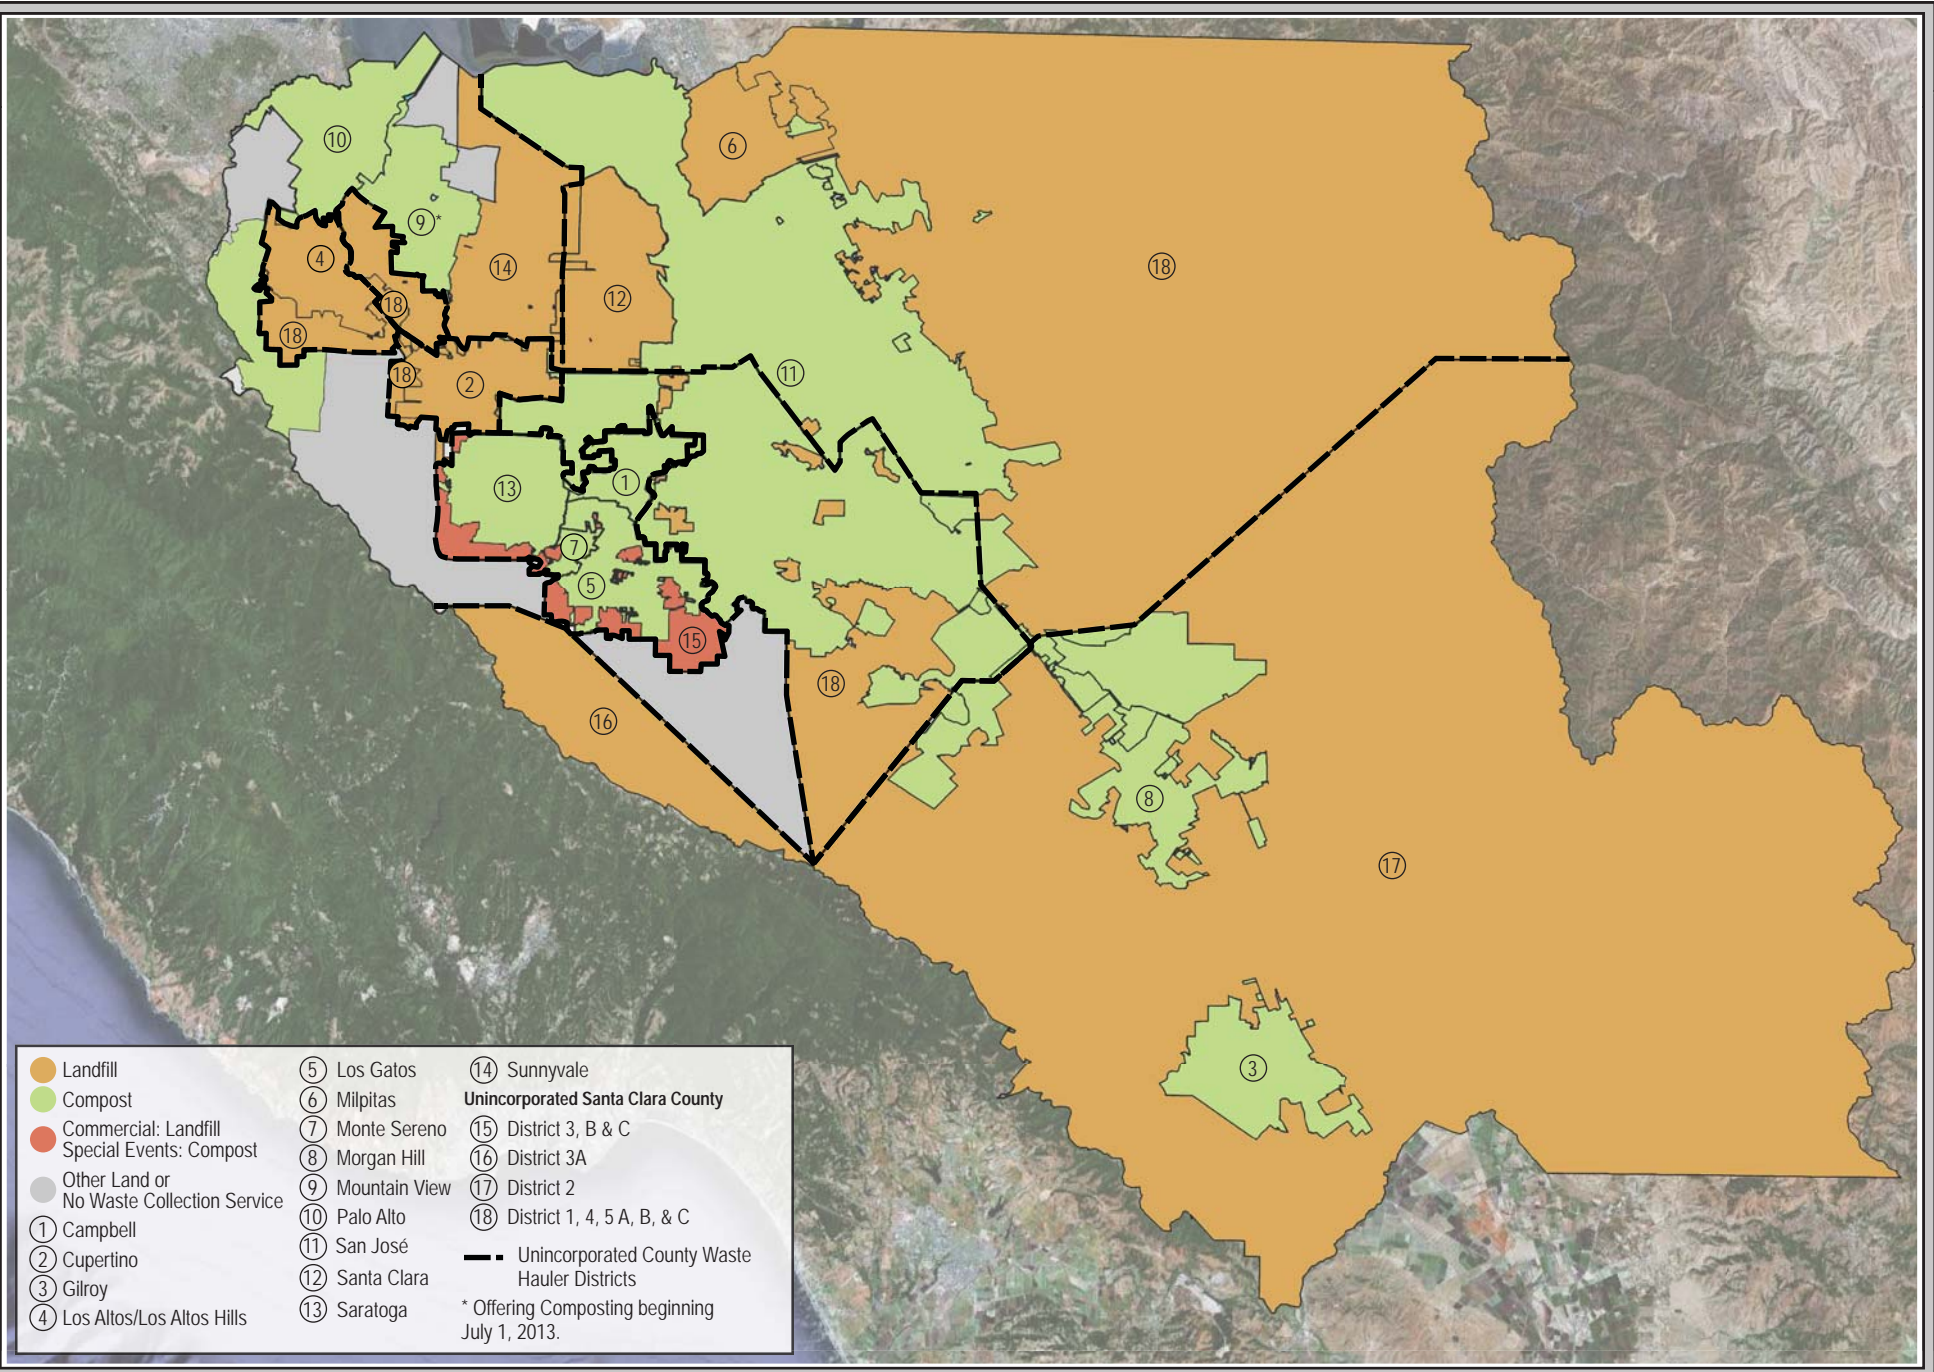 10
6
9*
4
14
18
12
18
18
18
11
2
13
1
7
5
15
18
16
8
17
3
Landfill
Compost
Commercial: Landfill
Special Events: Compost
Other Land or
No Waste Collection Service
1 Campbell
2 Cupertino
3 Gilroy
4 Los Altos/Los Altos Hills
5 Los Gatos
6 Milpitas
7 Monte Sereno
8 Morgan Hill
9 Mountain View
10 Palo Alto
11 San José
12 Santa Clara
13 Saratoga
14 Sunnyvale
Unincorporated Santa Clara County
15 District 3, B & C
16 District 3A
17 District 2
18 District 1, 4, 5 A, B, & C
Unincorporated County Waste
Hauler Districts
* Offering Composting beginning
July 1, 2013.